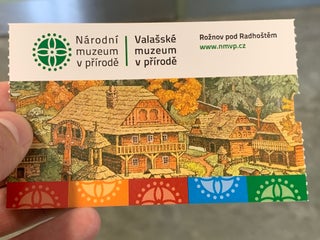 Národní
muzeum
v přírodě
Valašské
muzeum
v přírodě
Rožnov pod Radhoštěm
www.nmvp.cz